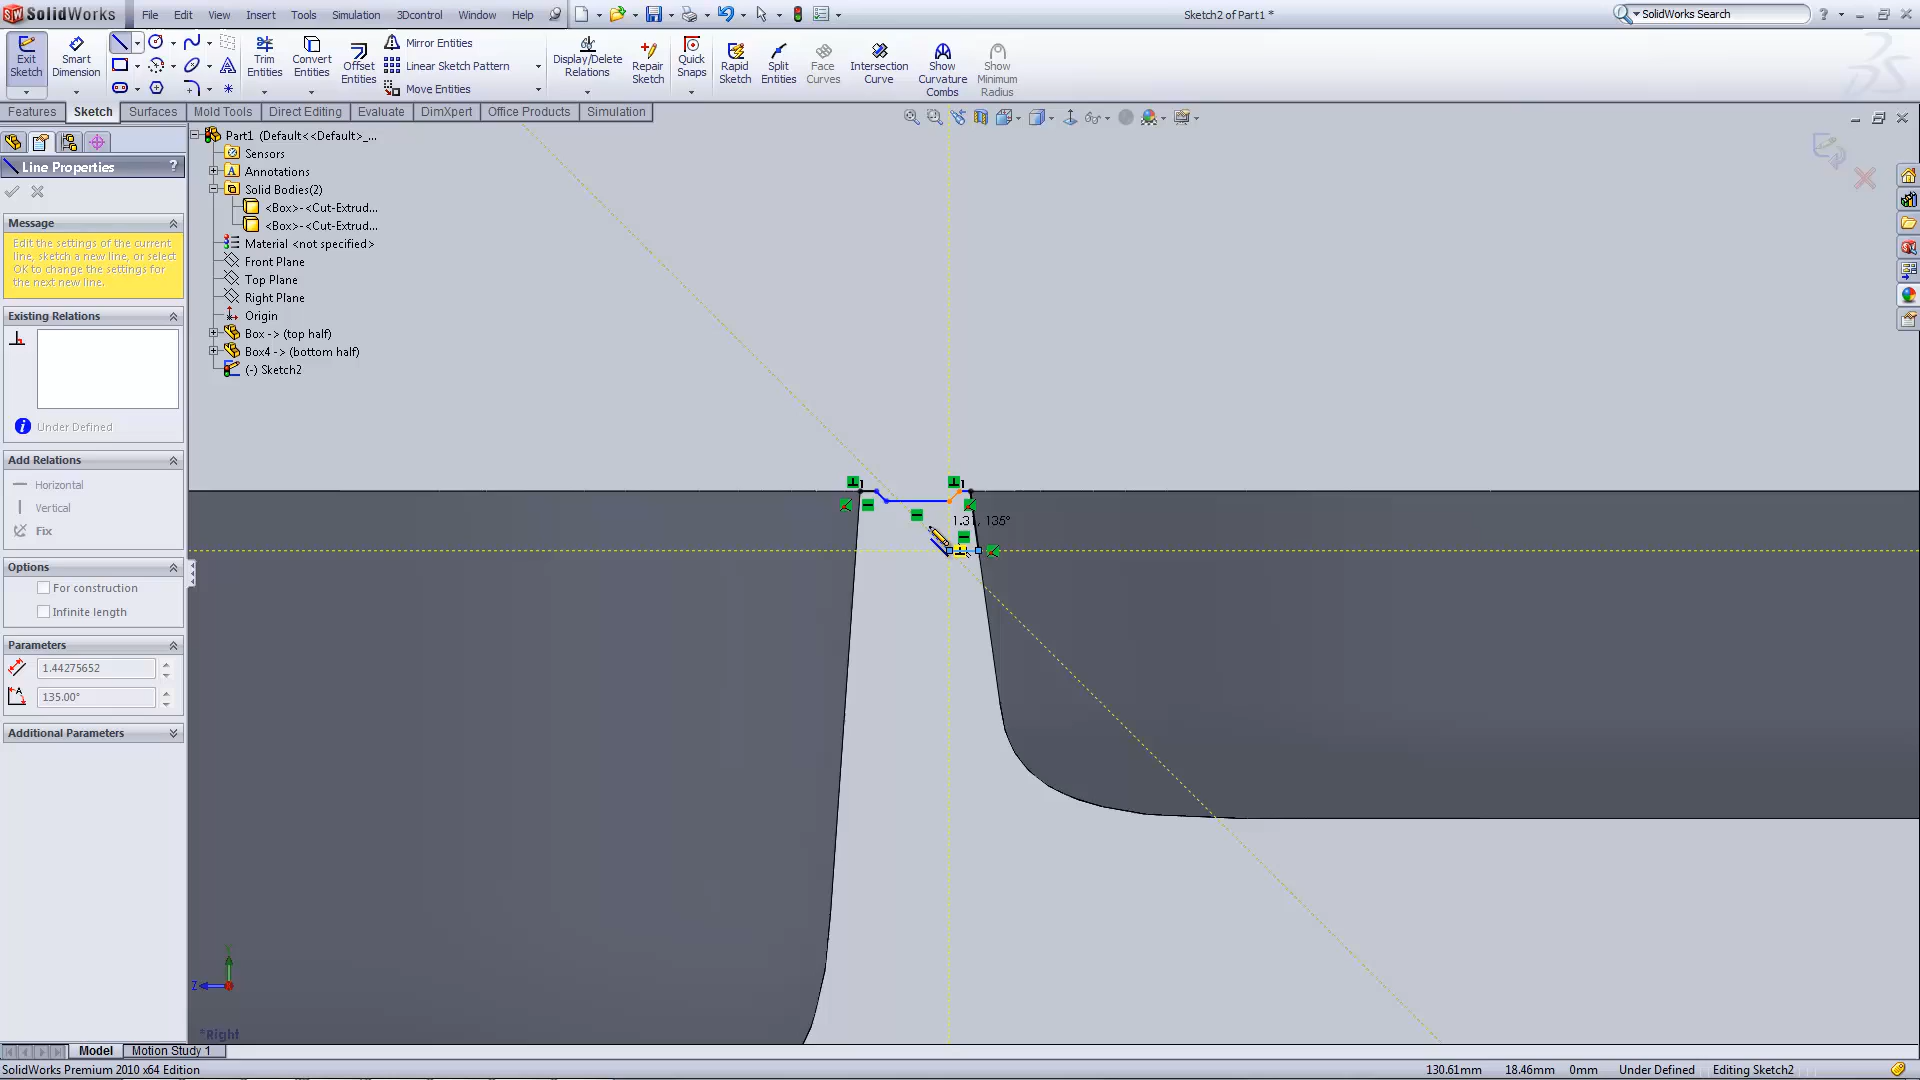 SolidWorks
File Edit View Insert Tools Simulation 3Dcontrol Window Help
Sketch2 of Part1 *
SolidWorks Search
Exit Sketch
Smart Dimension
Trim Entities
Convert Entities
Offset Entities
Mirror Entities
Linear Sketch Pattern
Move Entities
Display/Delete Relations
Repair Sketch
Quick Snaps
Rapid Sketch
Split Entities
Face Curves
Intersection Curve
Show Curvature Combs
Show Minimum Radius
Features Sketch Surfaces Mold Tools Direct Editing Evaluate DimXpert Office Products Simulation
Part1 (Default<<Default>_...
Sensors
Annotations
Solid Bodies(2)
<Box>-<Cut-Extrud...
<Box>-<Cut-Extrud...
Material <not specified>
Front Plane
Top Plane
Right Plane
Origin
Box -> (top half)
Box4 -> (bottom half)
(-) Sketch2
Line Properties ?
Message
Edit the settings of the current
line, sketch a new line, or select
OK to change the settings for
the next new line.
Existing Relations
Under Defined
Add Relations
Horizontal
Vertical
Fix
Options
For construction
Infinite length
Parameters
1.44275652
135.00°
Additional Parameters
1.31, 135°
Y
Z
*Right
Model Motion Study 1
SolidWorks Premium 2010 x64 Edition
130.61mm 18.46mm 0mm Under Defined Editing Sketch2